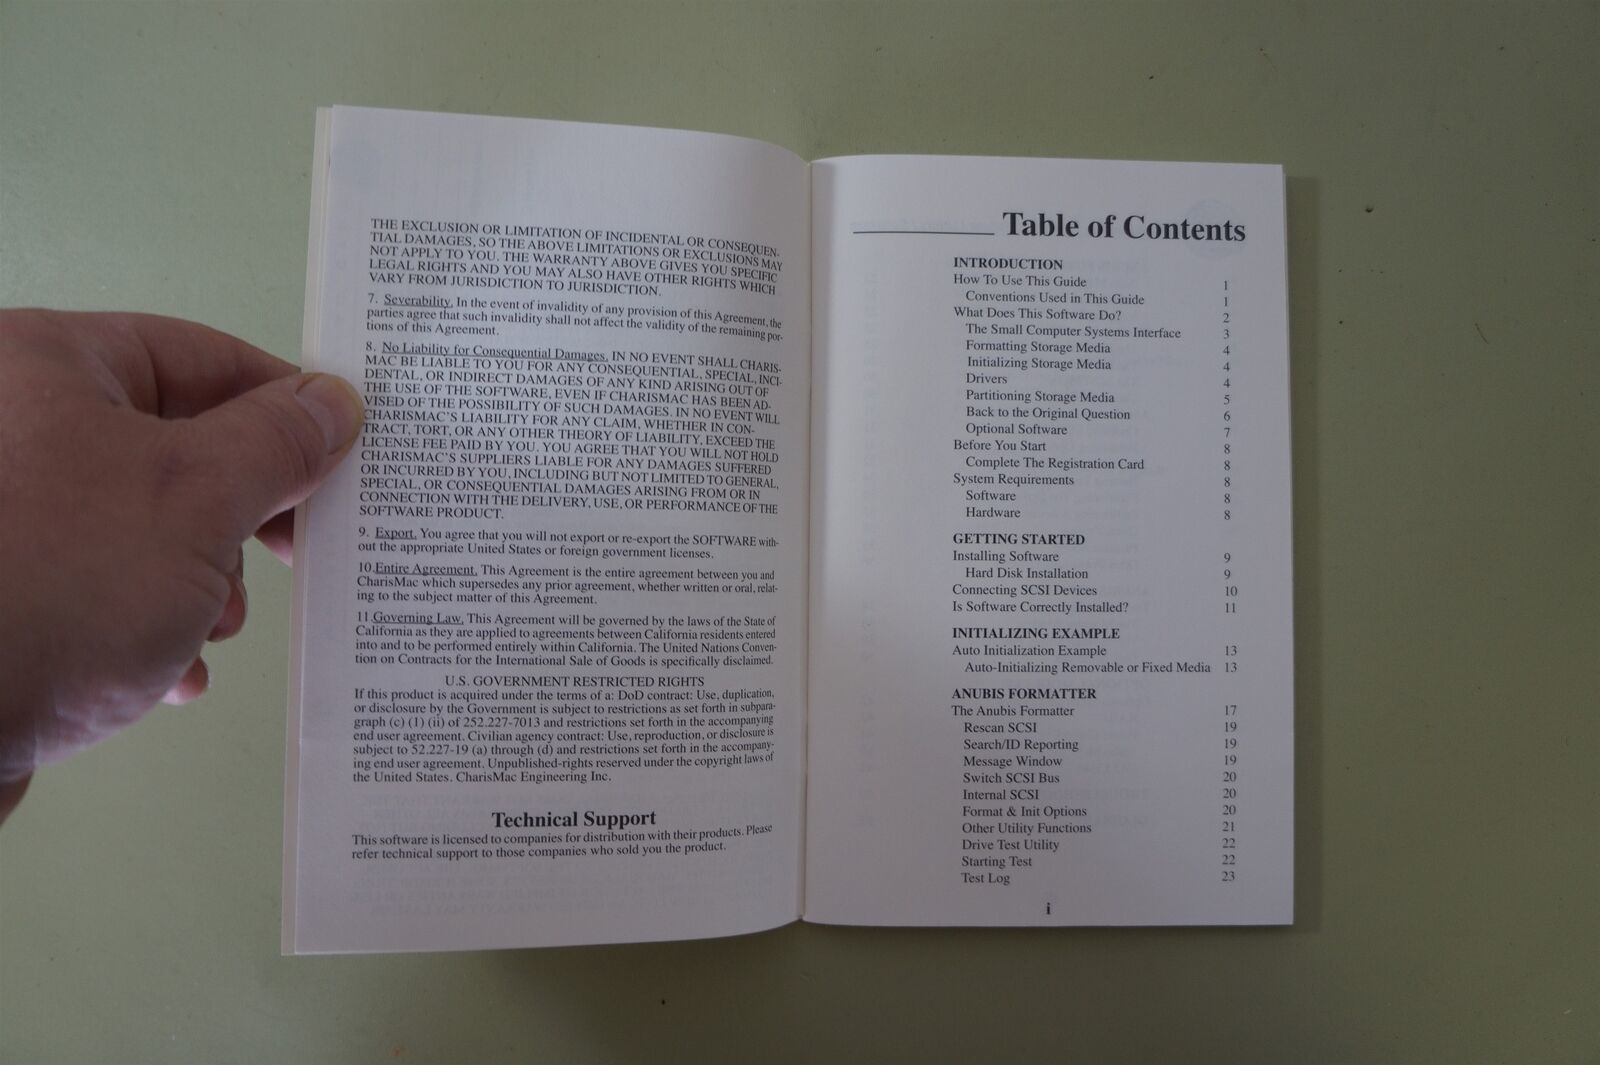 THE EXCLUSION OR LIMITATION OF INCIDENTAL OR CONSEQUEN-
TIAL DAMAGES, SO THE ABOVE LIMITATIONS OR EXCLUSIONS MAY
NOT APPLY TO YOU. THE WARRANTY ABOVE GIVES YOU SPECIFIC
LEGAL RIGHTS AND YOU MAY ALSO HAVE OTHER RIGHTS WHICH
VARY FROM JURISDICTION TO JURISDICTION.
7. Severability. In the event of invalidity of any provision of this Agreement, the
parties agree that such invalidity shall not affect the validity of the remaining por-
tions of this Agreement.
8. No Liability for Consequential Damages. IN NO EVENT SHALL CHARIS-
MAC BE LIABLE TO YOU FOR ANY CONSEQUENTIAL, SPECIAL, INCI-
DENTAL, OR INDIRECT DAMAGES OF ANY KIND ARISING OUT OF
THE USE OF THE SOFTWARE, EVEN IF CHARISMAC HAS BEEN AD-
VISED OF THE POSSIBILITY OF SUCH DAMAGES. IN NO EVENT WILL
CHARISMAC'S LIABILITY FOR ANY CLAIM, WHETHER IN CON-
TRACT, TORT, OR ANY OTHER THEORY OF LIABILITY, EXCEED THE
LICENSE FEE PAID BY YOU. YOU AGREE THAT YOU WILL NOT HOLD
CHARISMAC'S SUPPLIERS LIABLE FOR ANY DAMAGES SUFFERED
OR INCURRED BY YOU, INCLUDING BUT NOT LIMITED TO GENERAL,
SPECIAL, OR CONSEQUENTIAL DAMAGES ARISING FROM OR IN
CONNECTION WITH THE DELIVERY, USE, OR PERFORMANCE OF THE
SOFTWARE PRODUCT.
9. Export. You agree that you will not export or re-export the SOFTWARE with-
out the appropriate United States or foreign government licenses.
10.Entire Agreement. This Agreement is the entire agreement between you and
CharisMac which supersedes any prior agreement, whether written or oral, relat-
ing to the subject matter of this Agreement.
11.Governing Law. This Agreement will be governed by the laws of the State of
California as they are applied to agreements between California residents entered
into and to be performed entirely within California. The United Nations Conven-
tion on Contracts for the International Sale of Goods is specifically disclaimed.
U.S. GOVERNMENT RESTRICTED RIGHTS
If this product is acquired under the terms of a: DoD contract: Use, duplication,
or disclosure by the Government is subject to restrictions as set forth in subpara-
graph (c) (1) (ii) of 252.227-7013 and restrictions set forth in the accompanying
end user agreement. Civilian agency contract: Use, reproduction, or disclosure is
subject to 52.227-19 (a) through (d) and restrictions set forth in the accompany-
ing end user agreement. Unpublished-rights reserved under the copyright laws of
the United States. CharisMac Engineering Inc.
Technical Support
This software is licensed to companies for distribution with their products. Please
refer technical support to those companies who sold you the product.
Table of Contents
INTRODUCTION
How To Use This Guide 1
Conventions Used in This Guide 1
What Does This Software Do? 2
The Small Computer Systems Interface 3
Formatting Storage Media 4
Initializing Storage Media 4
Drivers 4
Partitioning Storage Media 5
Back to the Original Question 6
Optional Software 7
Before You Start 8
Complete The Registration Card 8
System Requirements 8
Software 8
Hardware 8
GETTING STARTED
Installing Software 9
Hard Disk Installation 9
Connecting SCSI Devices 10
Is Software Correctly Installed? 11
INITIALIZING EXAMPLE
Auto Initialization Example 13
Auto-Initializing Removable or Fixed Media 13
ANUBIS FORMATTER
The Anubis Formatter 17
Rescan SCSI 19
Search/ID Reporting 19
Message Window 19
Switch SCSI Bus 20
Internal SCSI 20
Format & Init Options 20
Other Utility Functions 21
Drive Test Utility 22
Starting Test 22
Test Log 23
i